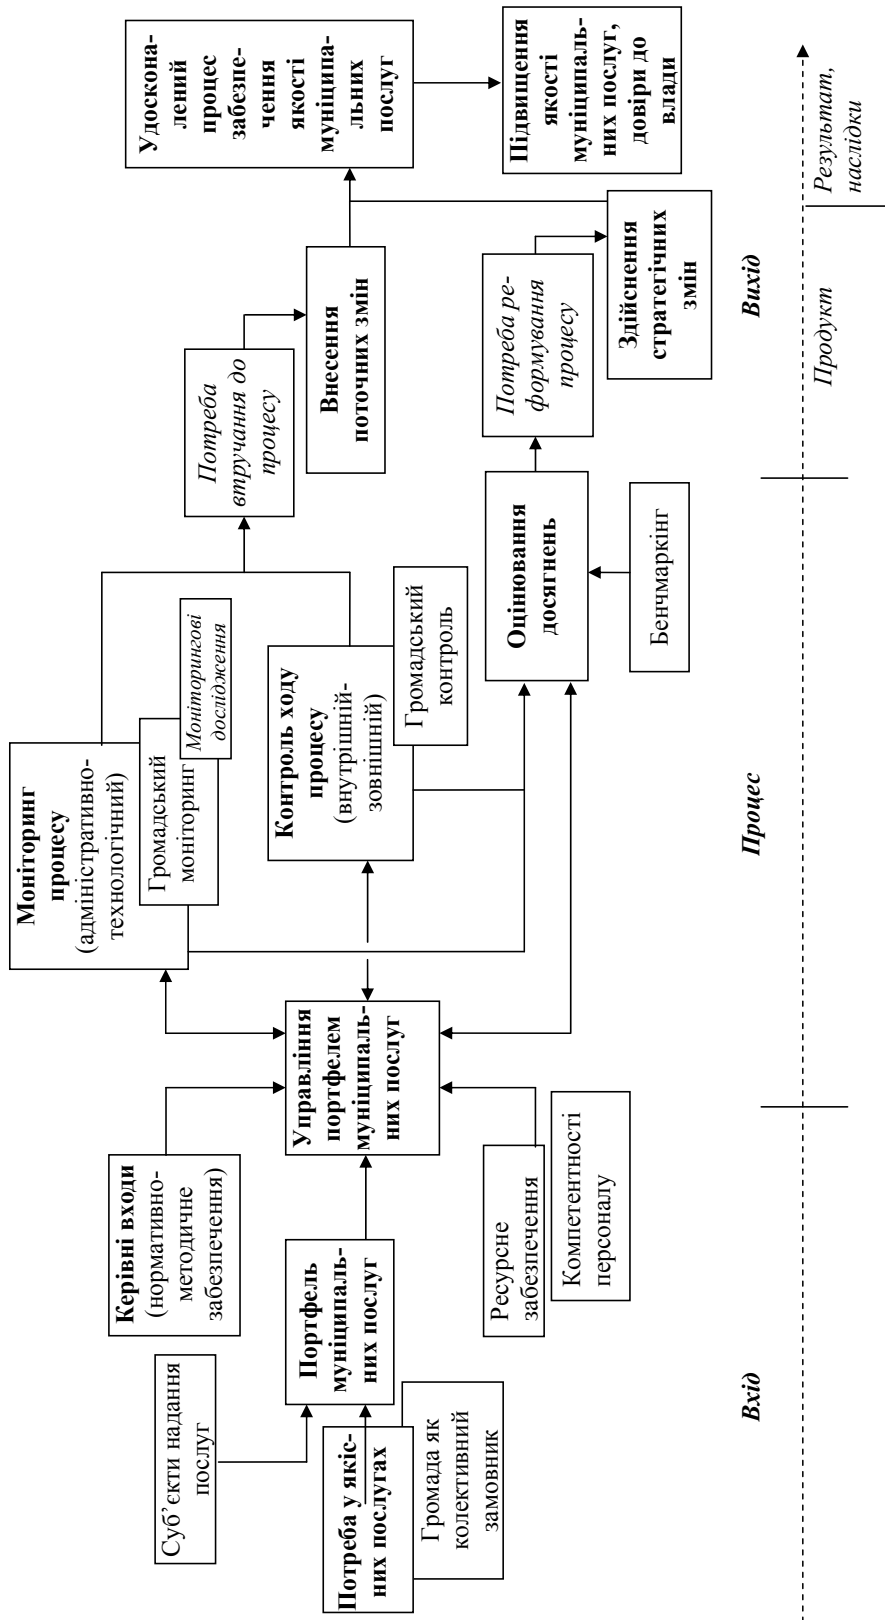 Суб’єкти надання
послуг
Потреба у якіс-
них послугах
Громада як
колективний
замовник
Керівні входи
(нормативно-
методичне
забезпечення)
Портфель
муніципаль-
них послуг
Ресурсне
забезпечення
Компетентності
персоналу
Управління
портфелем
муніципаль-
них послуг
Моніторинг
процесу
(адміністративно-
технологічний)
Громадський
моніторинг
Моніторингові
дослідження
Контроль ходу
процесу
(внутрішній-
зовнішній)
Громадський
контроль
Оцінювання
досягнень
Бенчмаркінг
Потреба
втручання до
процесу
Внесення
поточних змін
Потреба ре-
формування
процесу
Здійснення
стратегічних
змін
Удоскона-
лений
процес
забезпе-
чення
якості
муніципа-
льних
послуг
Підвищення
якості
муніципаль-
них послуг,
довіри до
влади
Вхід
Процес
Вихід
Продукт
Результат,
наслідки